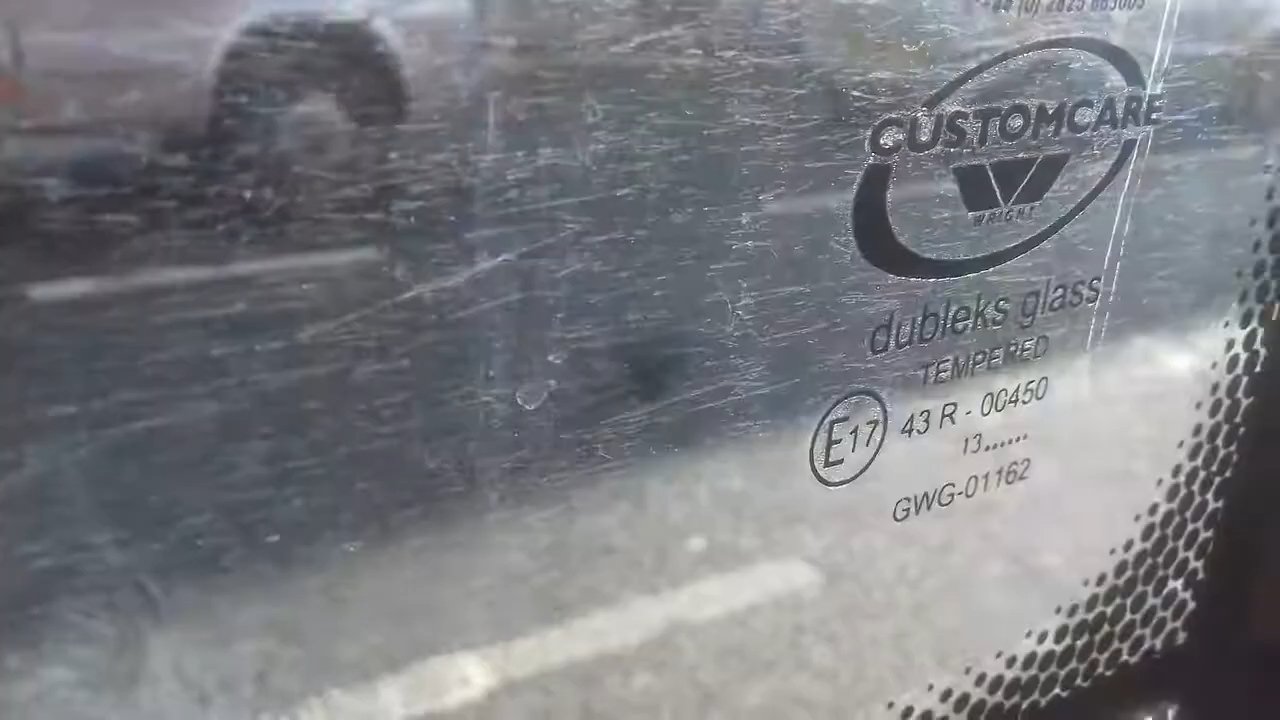 CUSTOMCARE
W
WRIGHT
dubleks glass
TEMPERED
E17 43 R - 00450
13......
GWG-01162